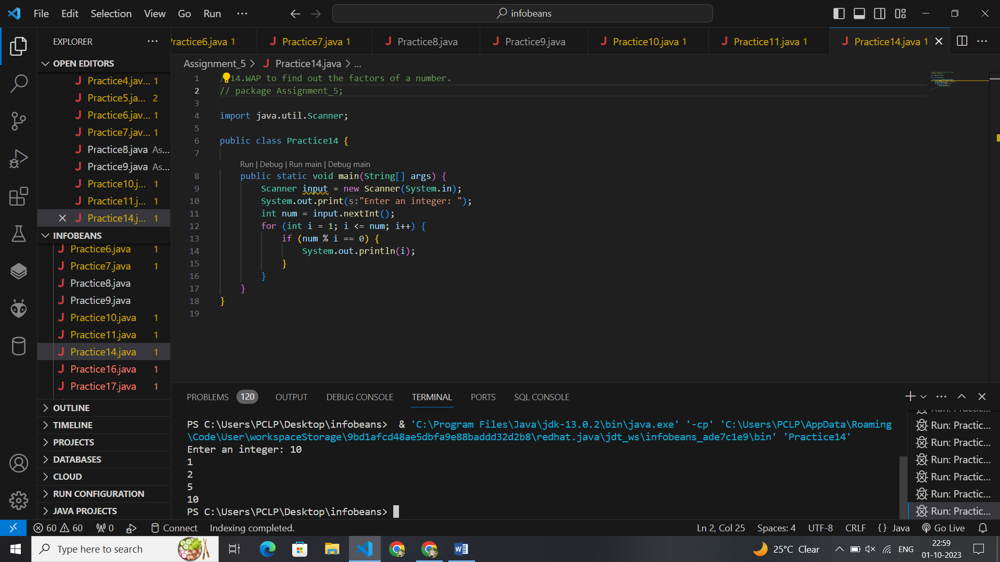 File Edit Selection View Go Run ...
infobeans
EXPLORER ...
Practice6.java 1 Practice7.java 1 Practice8.java Practice9.java Practice10.java 1 Practice11.java 1 Practice14.java 1
OPEN EDITORS
Practice4.jav... 1
Practice5.ja... 2
Practice6.jav... 1
Practice7.jav... 1
Practice8.java As...
Practice9.java As...
Practice10.j... 1
Practice11.j... 1
Practice14.j... 1
INFOBEANS
Practice6.java 1
Practice7.java 1
Practice8.java
Practice9.java
Practice10.java 1
Practice11.java 1
Practice14.java 1
Practice16.java 1
Practice17.java 1
OUTLINE
TIMELINE
PROJECTS
DATABASES
CLOUD
RUN CONFIGURATION
JAVA PROJECTS
Assignment_5 > Practice14.java > ...
1 /14.WAP to find out the factors of a number.
2 // package Assignment_5;
3
4 import java.util.Scanner;
5
6 public class Practice14 {
7
Run | Debug | Run main | Debug main
8 public static void main(String[] args) {
9 Scanner input = new Scanner(System.in);
10 System.out.print(s:"Enter an integer: ");
11 int num = input.nextInt();
12 for (int i = 1; i <= num; i++) {
13 if (num % i == 0) {
14 System.out.println(i);
15 }
16 }
17 }
18 }
19
PROBLEMS 120 OUTPUT DEBUG CONSOLE TERMINAL PORTS SQL CONSOLE
PS C:\Users\PCLP\Desktop\infobeans> & 'C:\Program Files\Java\jdk-13.0.2\bin\java.exe' '-cp' 'C:\Users\PCLP\AppData\Roaming
\Code\User\workspaceStorage\9bd1afcd48ae5dbfa9e88baddd32d2b8\redhat.java\jdt_ws\infobeans_ade7c1e9\bin' 'Practice14'
Enter an integer: 10
1
2
5
10
PS C:\Users\PCLP\Desktop\infobeans>
Run: Practic...
Run: Practic...
Run: Practic...
Run: Practic...
Run: Practic...
Run: Practic...
60 60 0 Connect Indexing completed. Ln 2, Col 25 Spaces: 4 UTF-8 CRLF {} Java Go Live
Type here to search
25°C Clear ENG
22:59
01-10-2023